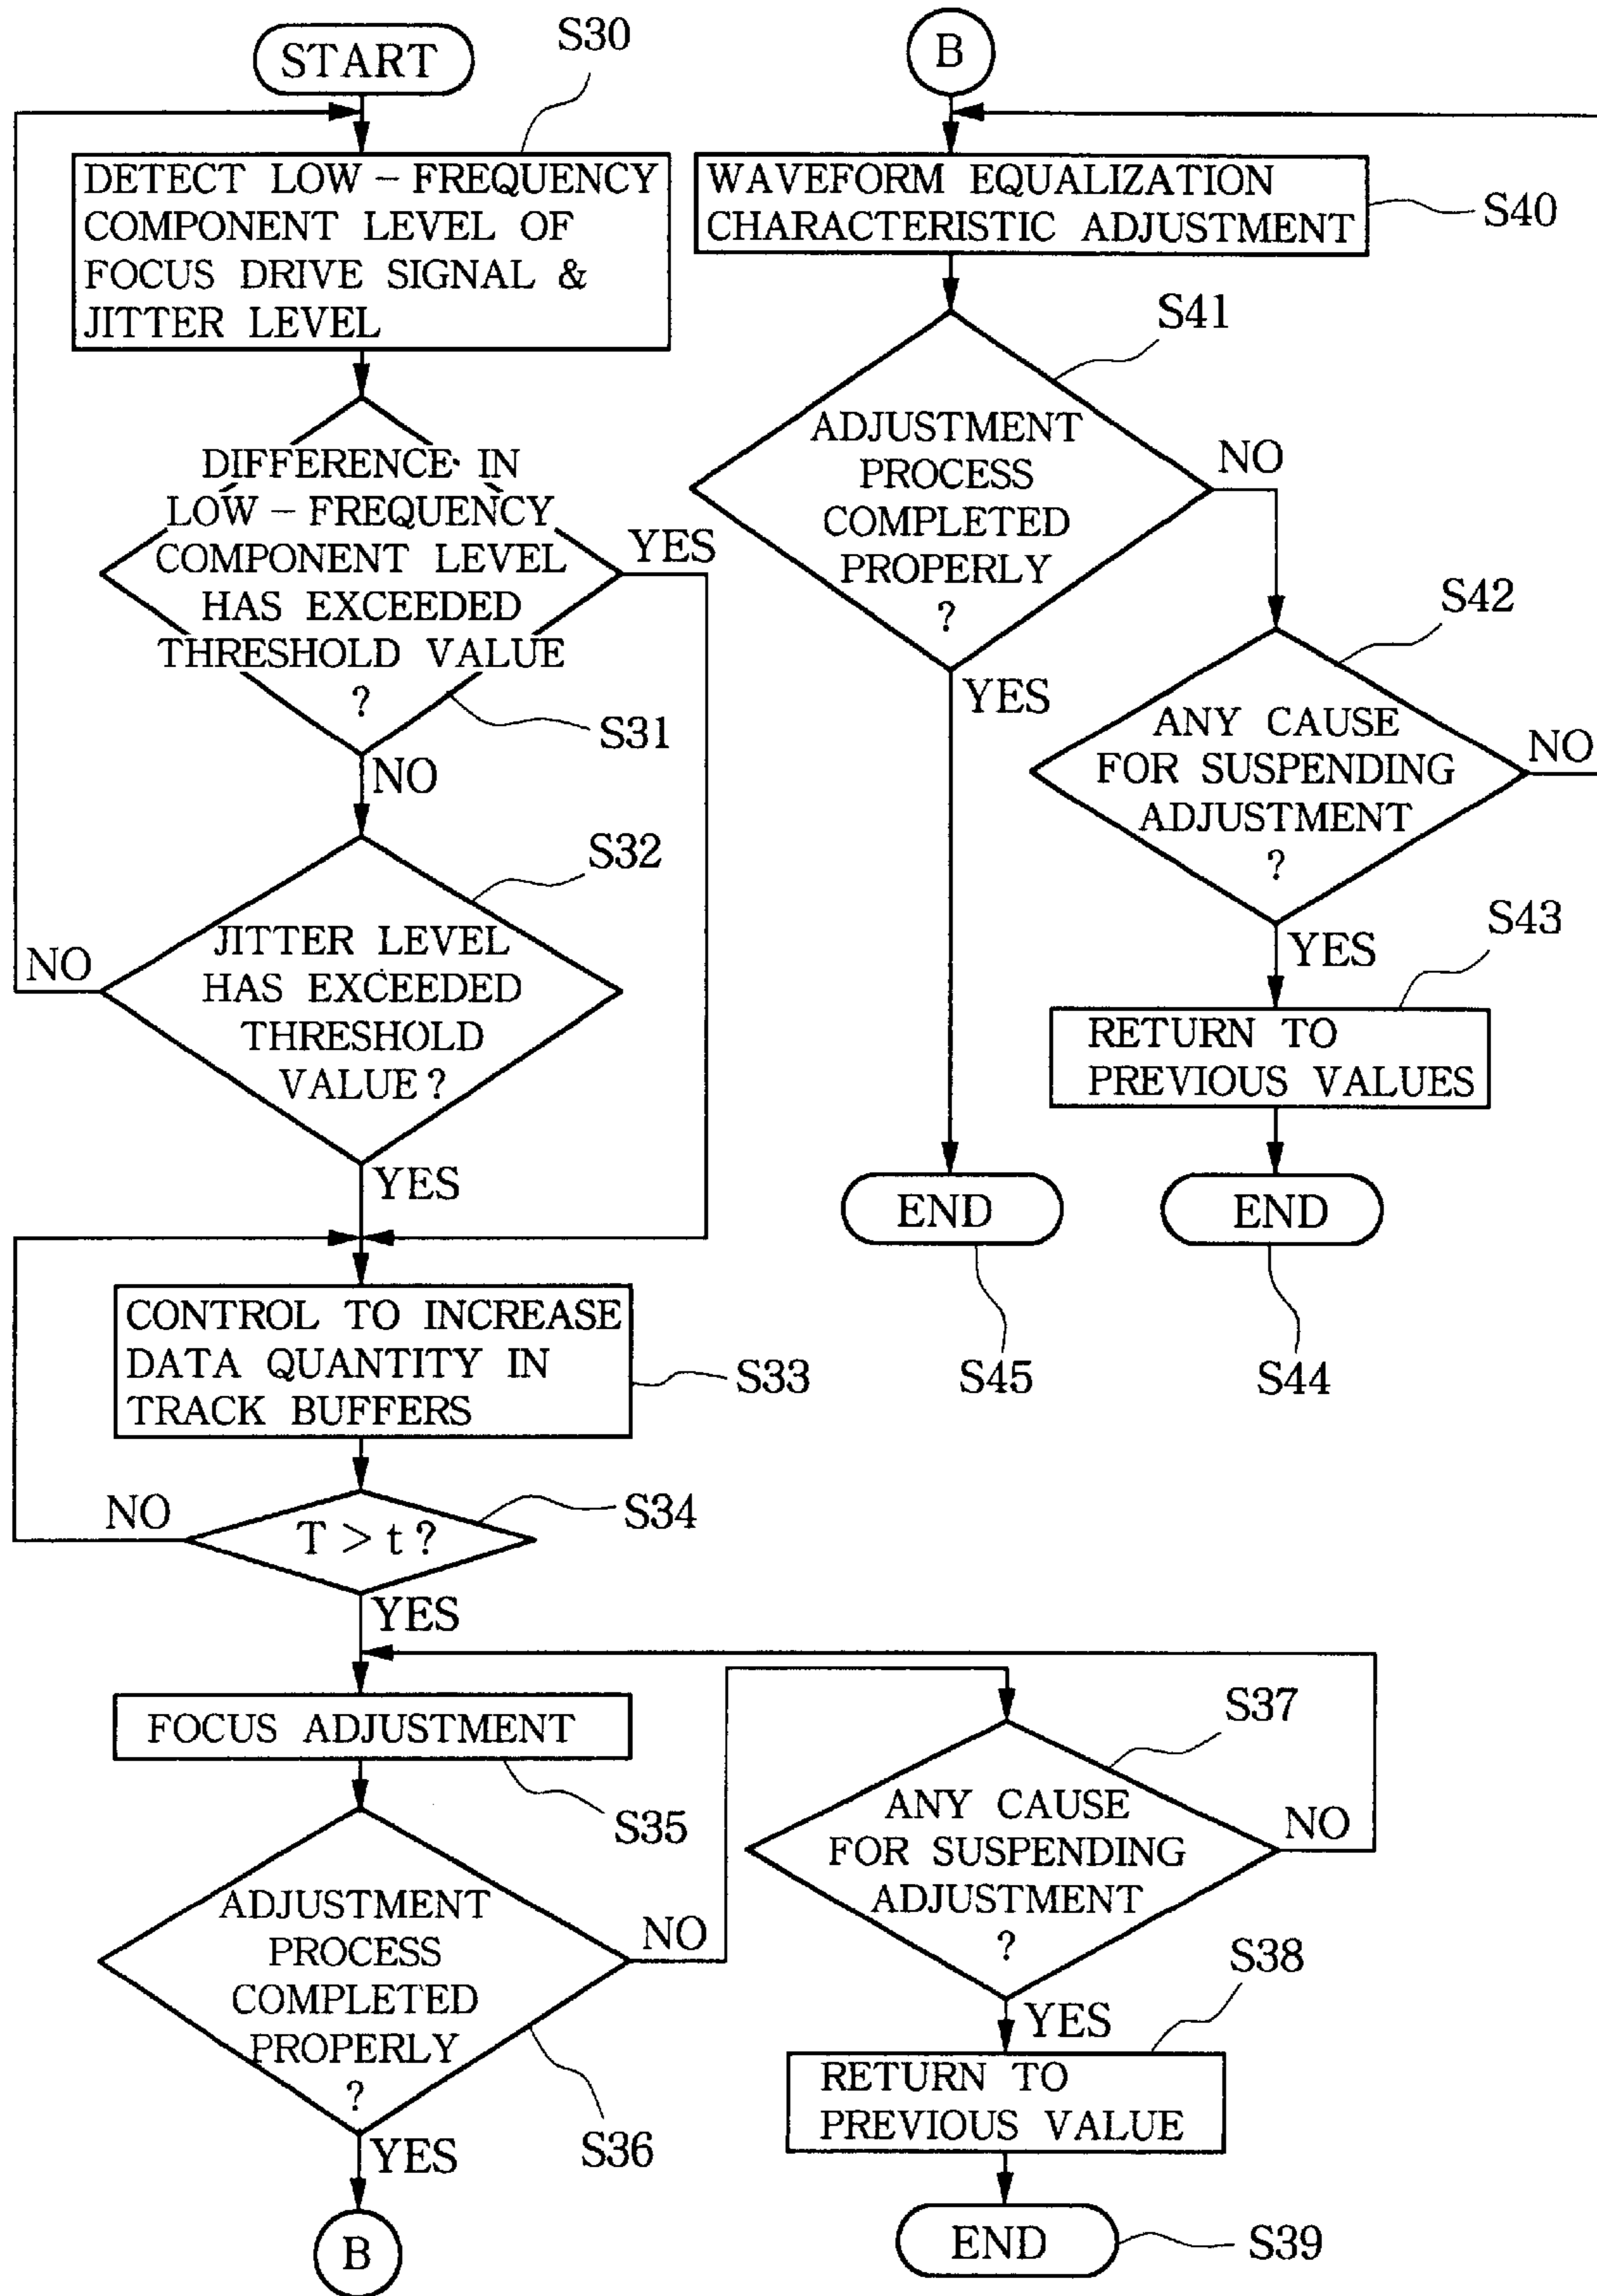 START
S30
DETECT LOW – FREQUENCY
COMPONENT LEVEL OF
FOCUS DRIVE SIGNAL &
JITTER LEVEL
DIFFERENCE IN
LOW – FREQUENCY
COMPONENT LEVEL
HAS EXCEEDED
THRESHOLD VALUE
?
YES
S31
NO
S32
JITTER LEVEL
HAS EXCEEDED
THRESHOLD
VALUE?
NO
YES
CONTROL TO INCREASE
DATA QUANTITY IN
TRACK BUFFERS
S33
T > t ?
S34
NO
YES
FOCUS ADJUSTMENT
S35
ADJUSTMENT
PROCESS
COMPLETED
PROPERLY
?
NO
S36
YES
B
S37
ANY CAUSE
FOR SUSPENDING
ADJUSTMENT
?
NO
YES
S38
RETURN TO
PREVIOUS VALUE
END
S39
B
WAVEFORM EQUALIZATION
CHARACTERISTIC ADJUSTMENT
S40
S41
ADJUSTMENT
PROCESS
COMPLETED
PROPERLY
?
NO
YES
S42
ANY CAUSE
FOR SUSPENDING
ADJUSTMENT
?
NO
YES
S43
RETURN TO
PREVIOUS VALUES
END
END
S45
S44